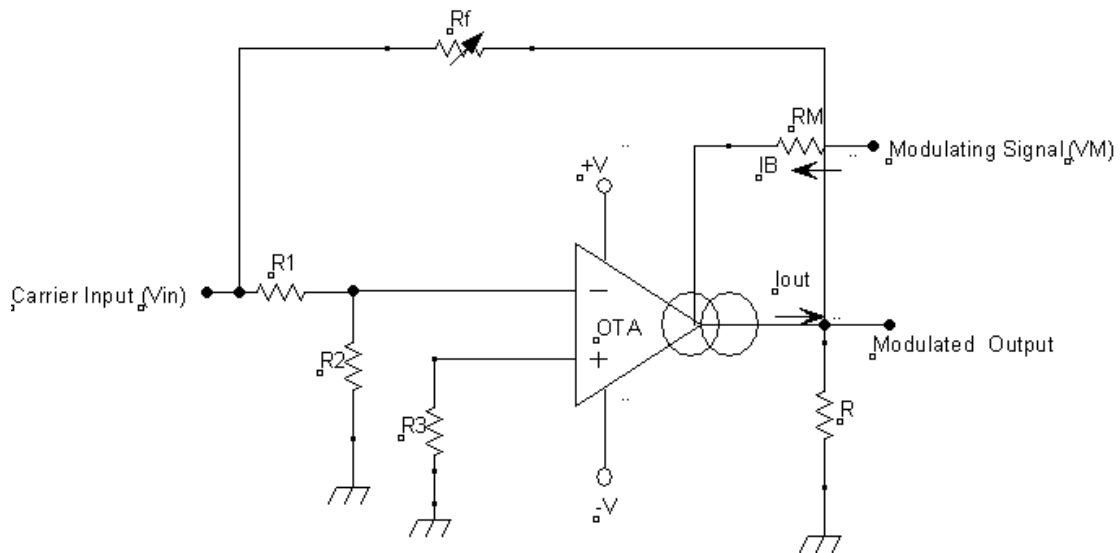 Rf
RM
Modulating Signal (VM)
IB
+V
R1
Iout
Carrier Input (Vin)
−
OTA
Modulated Output
R2
+
R3
R
-V